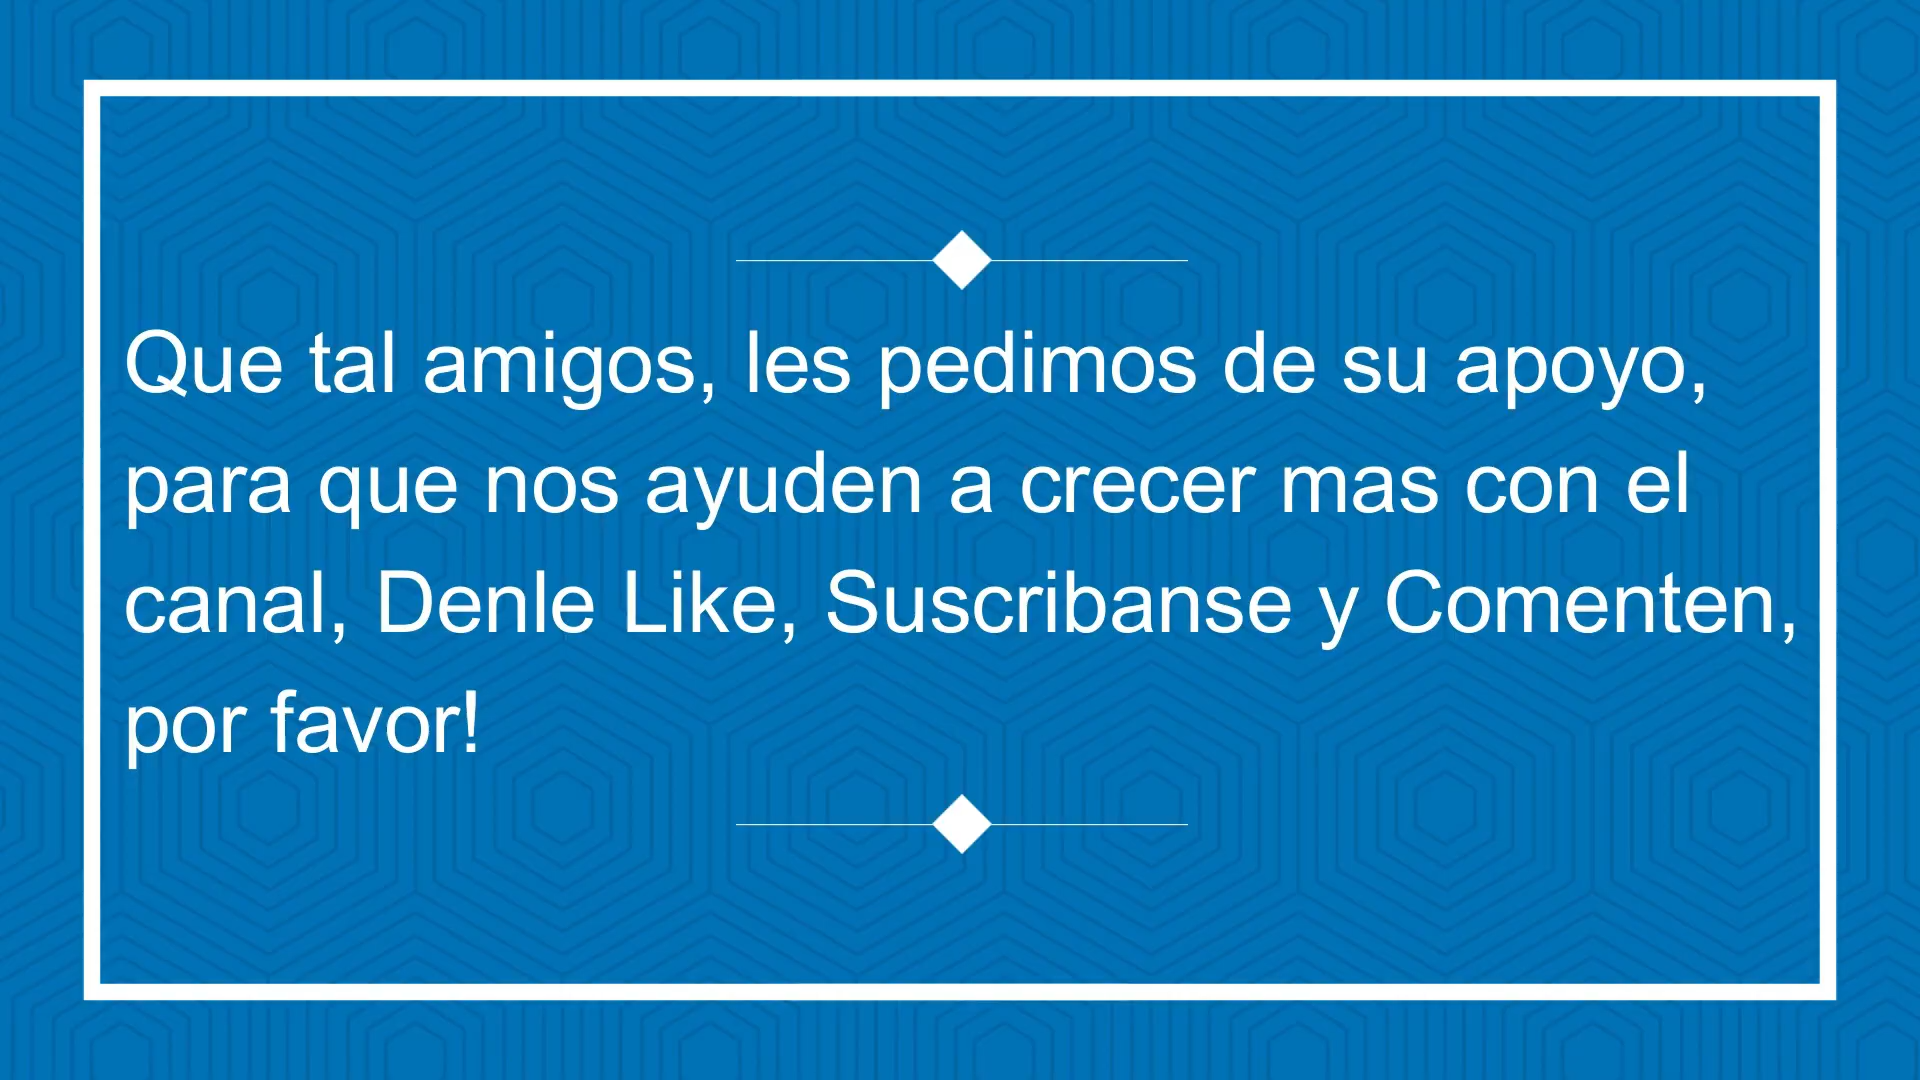 Que tal amigos, les pedimos de su apoyo,
para que nos ayuden a crecer mas con el
canal, Denle Like, Suscribanse y Comenten,
por favor!